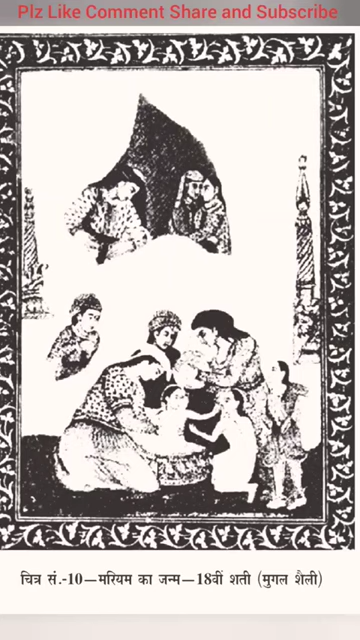 Plz Like Comment Share and Subscribe
चित्र सं.-10—मरियम का जन्म—18वीं शती (मुगल शैली)